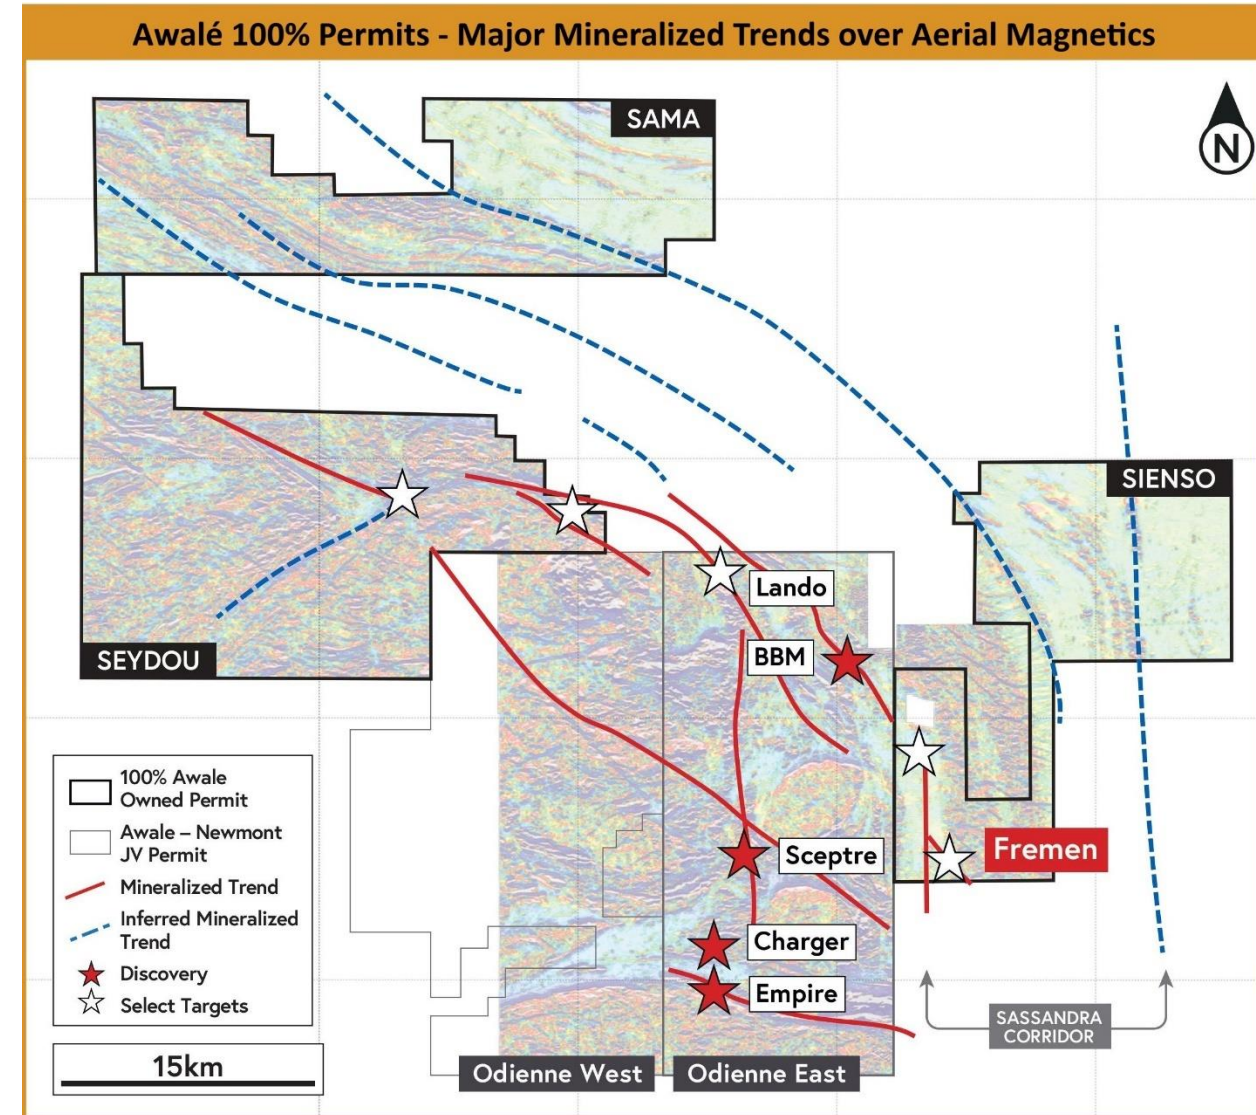 Awalé 100% Permits - Major Mineralized Trends over Aerial Magnetics
SAMA
N
SIENSO
SEYDOU
Lando
BBM
Sceptre
Fremen
Charger
Empire
100% Awale
Owned Permit
Awale – Newmont
JV Permit
Mineralized Trend
Inferred Mineralized
Trend
Discovery
Select Targets
15km
SASSANDRA
CORRIDOR
Odienne West
Odienne East